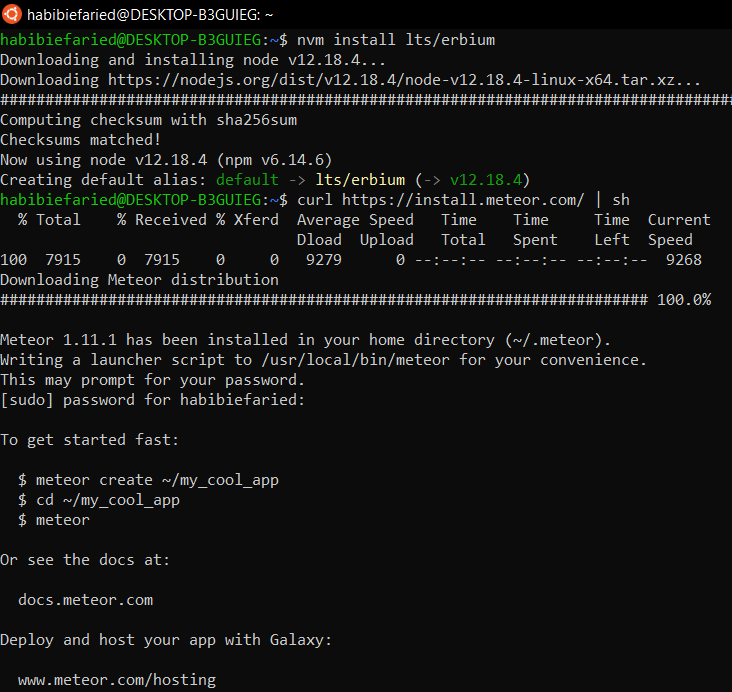 habibiefaried@DESKTOP-B3GUIEG: ~
habibiefaried@DESKTOP-B3GUIEG:~$ nvm install lts/erbium
Downloading and installing node v12.18.4...
Downloading https://nodejs.org/dist/v12.18.4/node-v12.18.4-linux-x64.tar.xz...
##################################################################################
Computing checksum with sha256sum
Checksums matched!
Now using node v12.18.4 (npm v6.14.6)
Creating default alias: default -> lts/erbium (-> v12.18.4)
habibiefaried@DESKTOP-B3GUIEG:~$ curl https://install.meteor.com/ | sh
  % Total    % Received % Xferd  Average Speed   Time    Time     Time  Current
                                 Dload  Upload   Total   Spent    Left  Speed
100  7915    0  7915    0     0   9279      0 --:--:-- --:--:-- --:--:--  9268
Downloading Meteor distribution
######################################################################## 100.0%
Meteor 1.11.1 has been installed in your home directory (~/.meteor).
Writing a launcher script to /usr/local/bin/meteor for your convenience.
This may prompt for your password.
[sudo] password for habibiefaried:
To get started fast:
  $ meteor create ~/my_cool_app
  $ cd ~/my_cool_app
  $ meteor
Or see the docs at:
  docs.meteor.com
Deploy and host your app with Galaxy:
  www.meteor.com/hosting